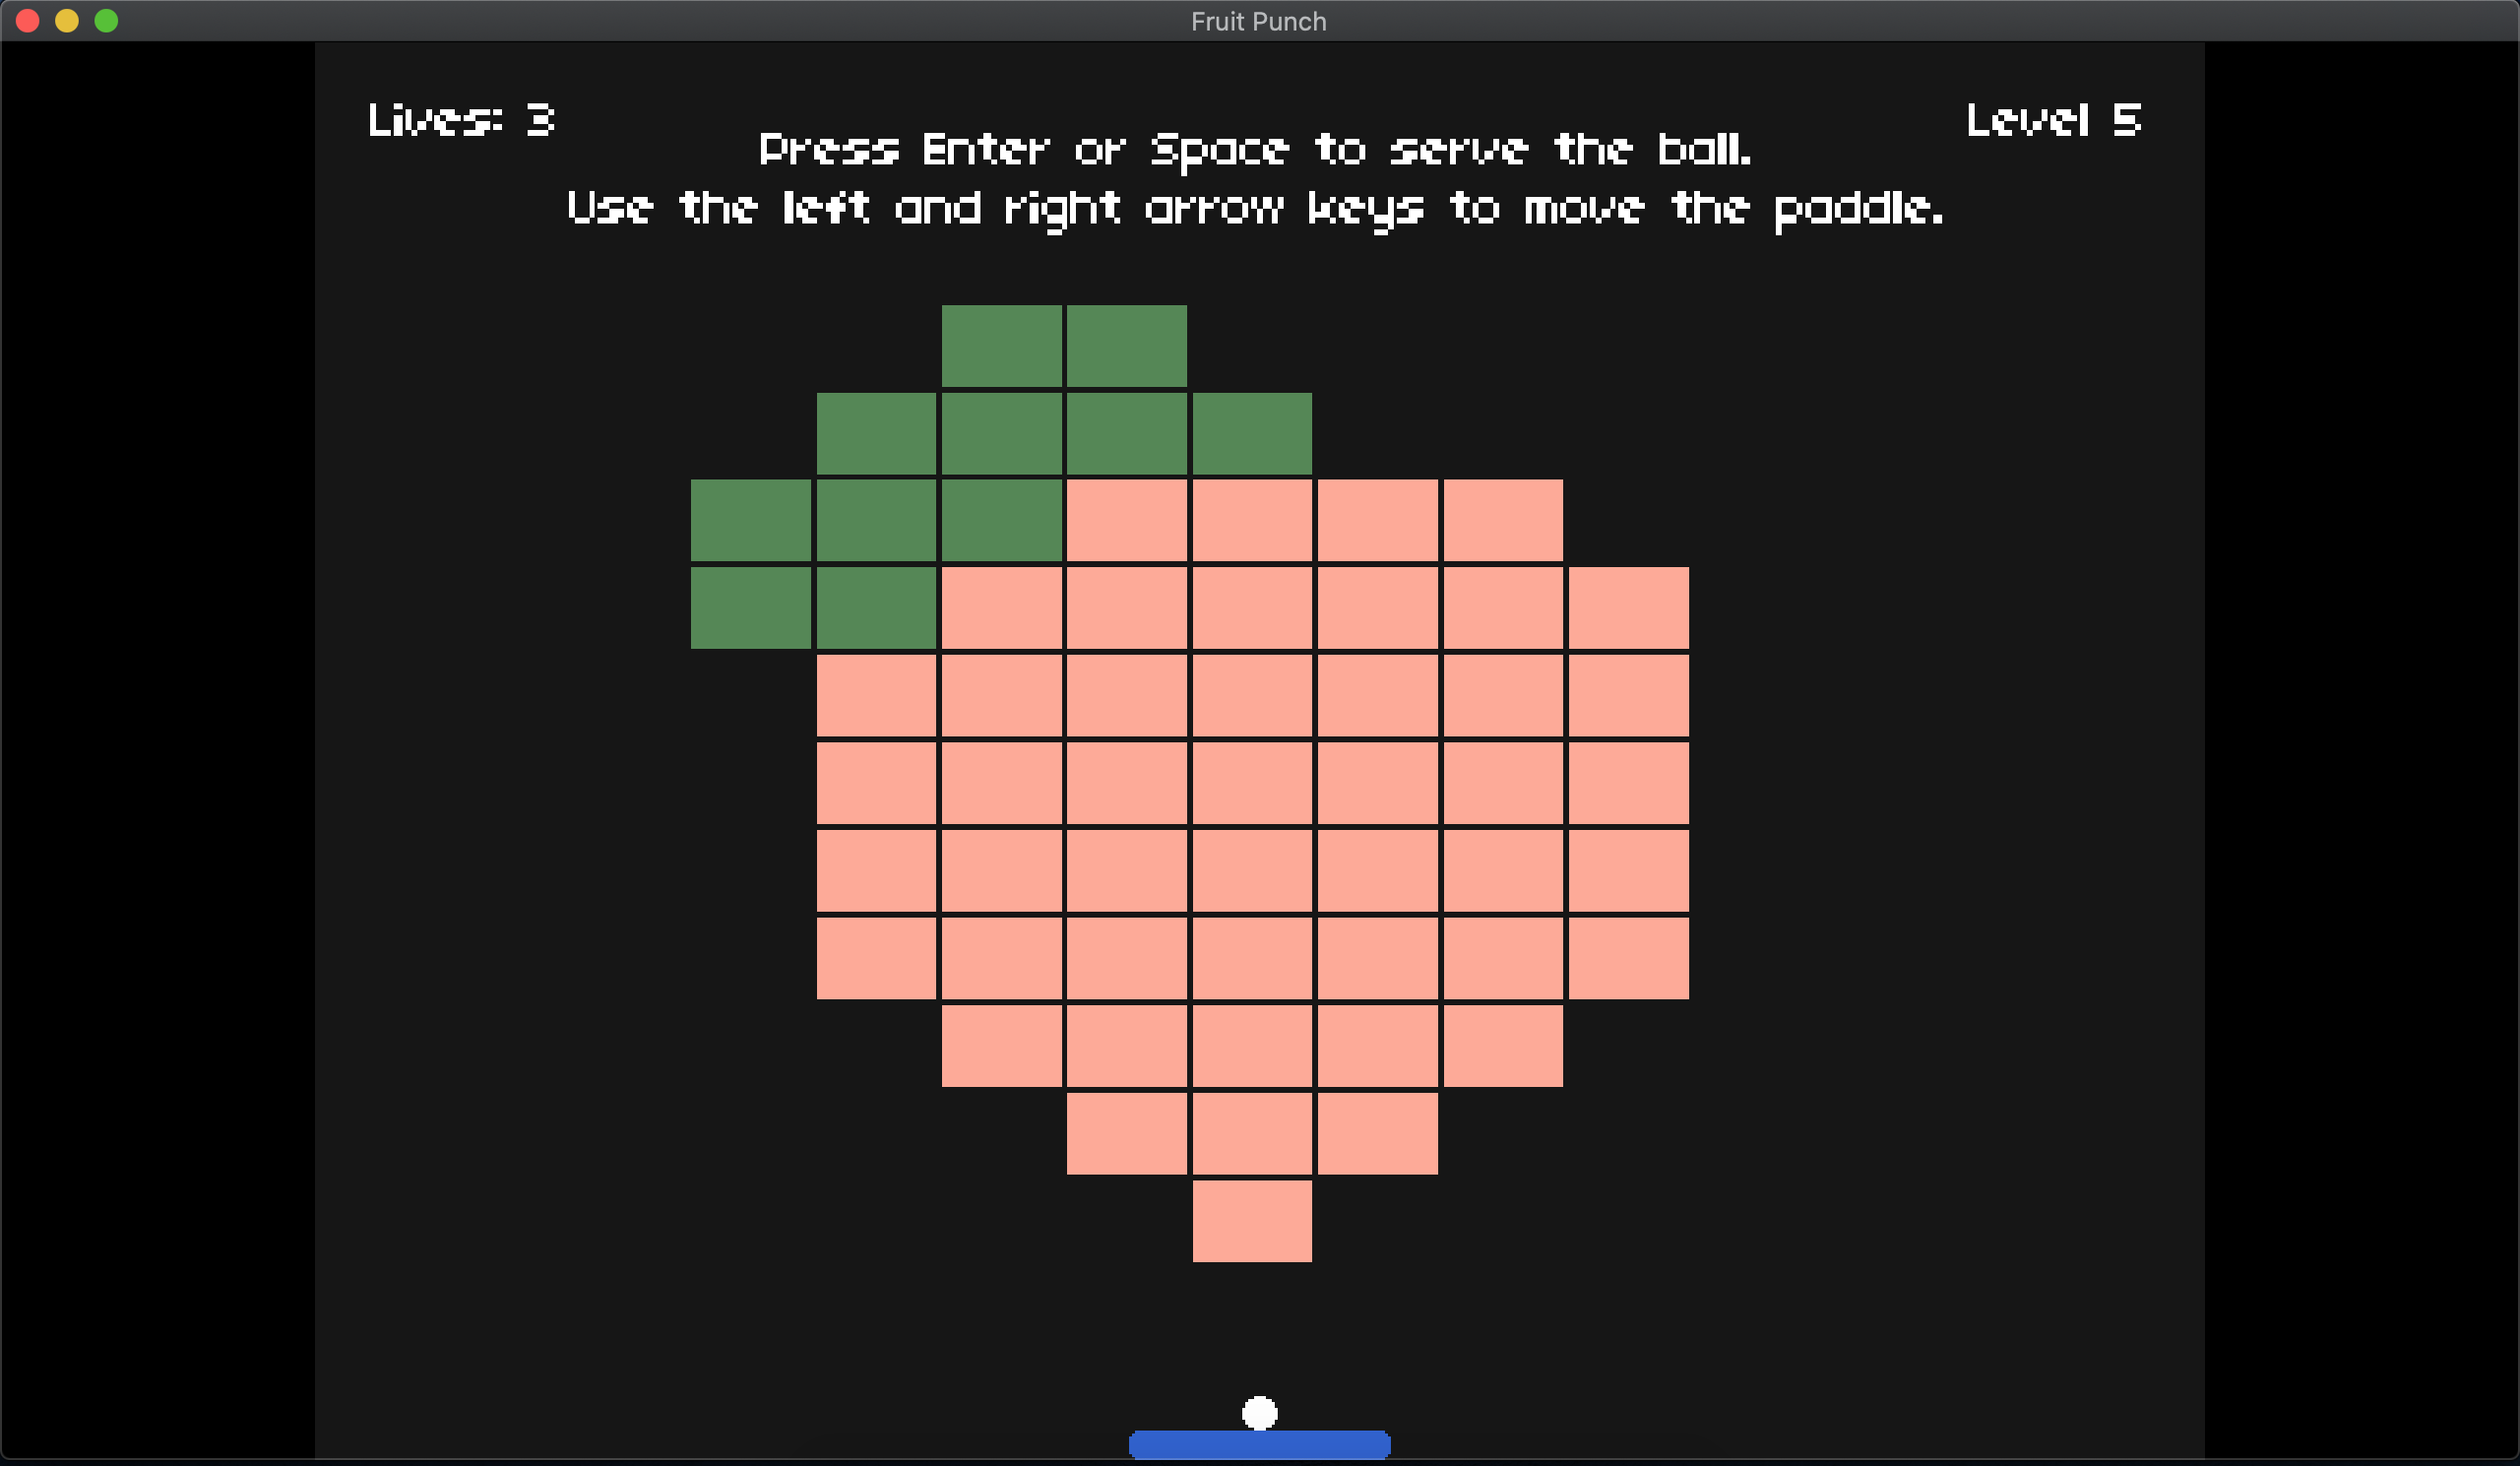 Fruit Punch
Lives: 3
Level 5
Press Enter or Space to serve the ball.
Use the left and right arrow keys to move the paddle.